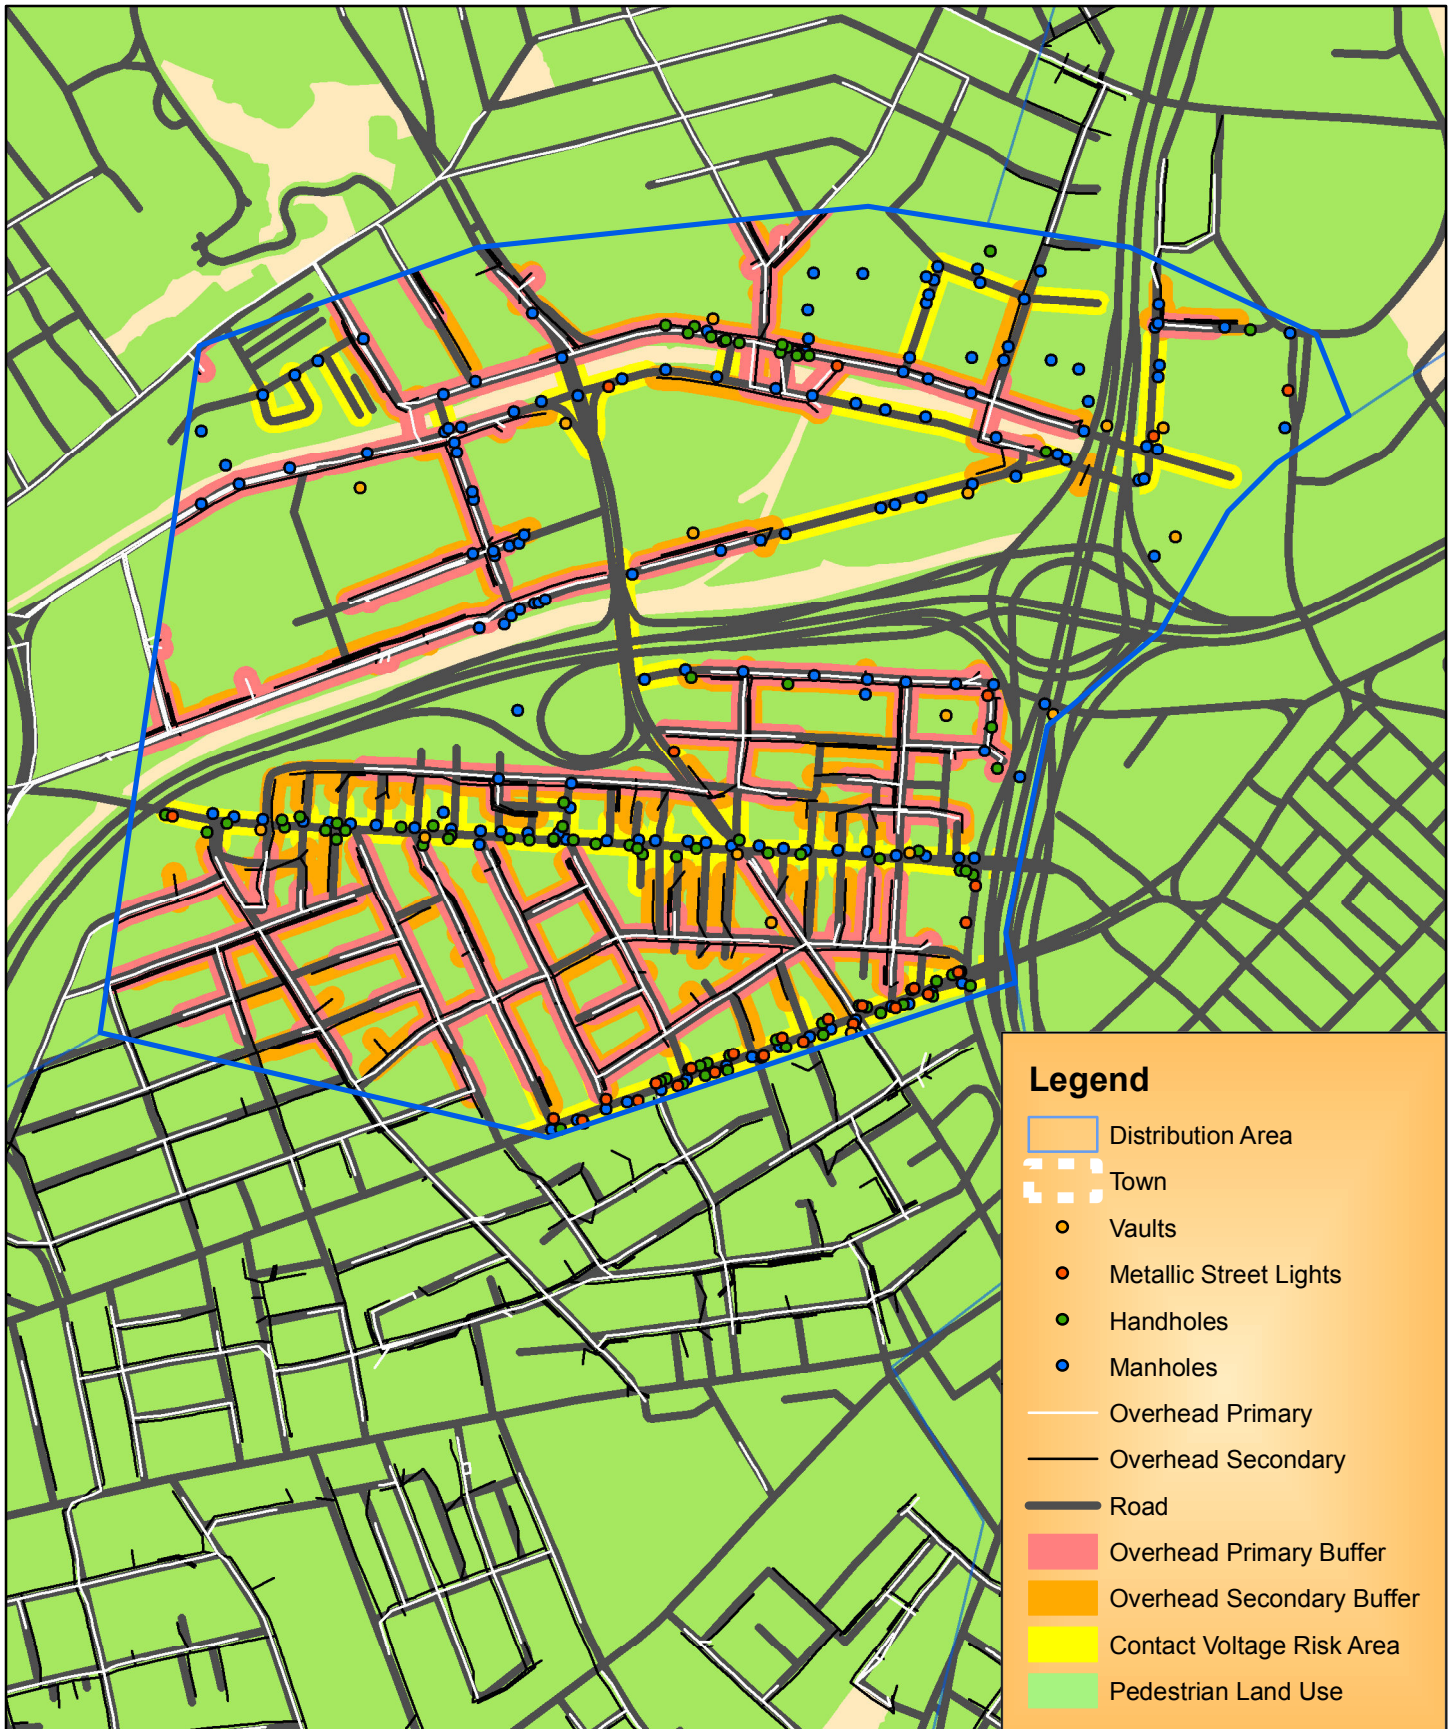 Legend
Distribution Area
Town
Vaults
Metallic Street Lights
Handholes
Manholes
Overhead Primary
Overhead Secondary
Road
Overhead Primary Buffer
Overhead Secondary Buffer
Contact Voltage Risk Area
Pedestrian Land Use